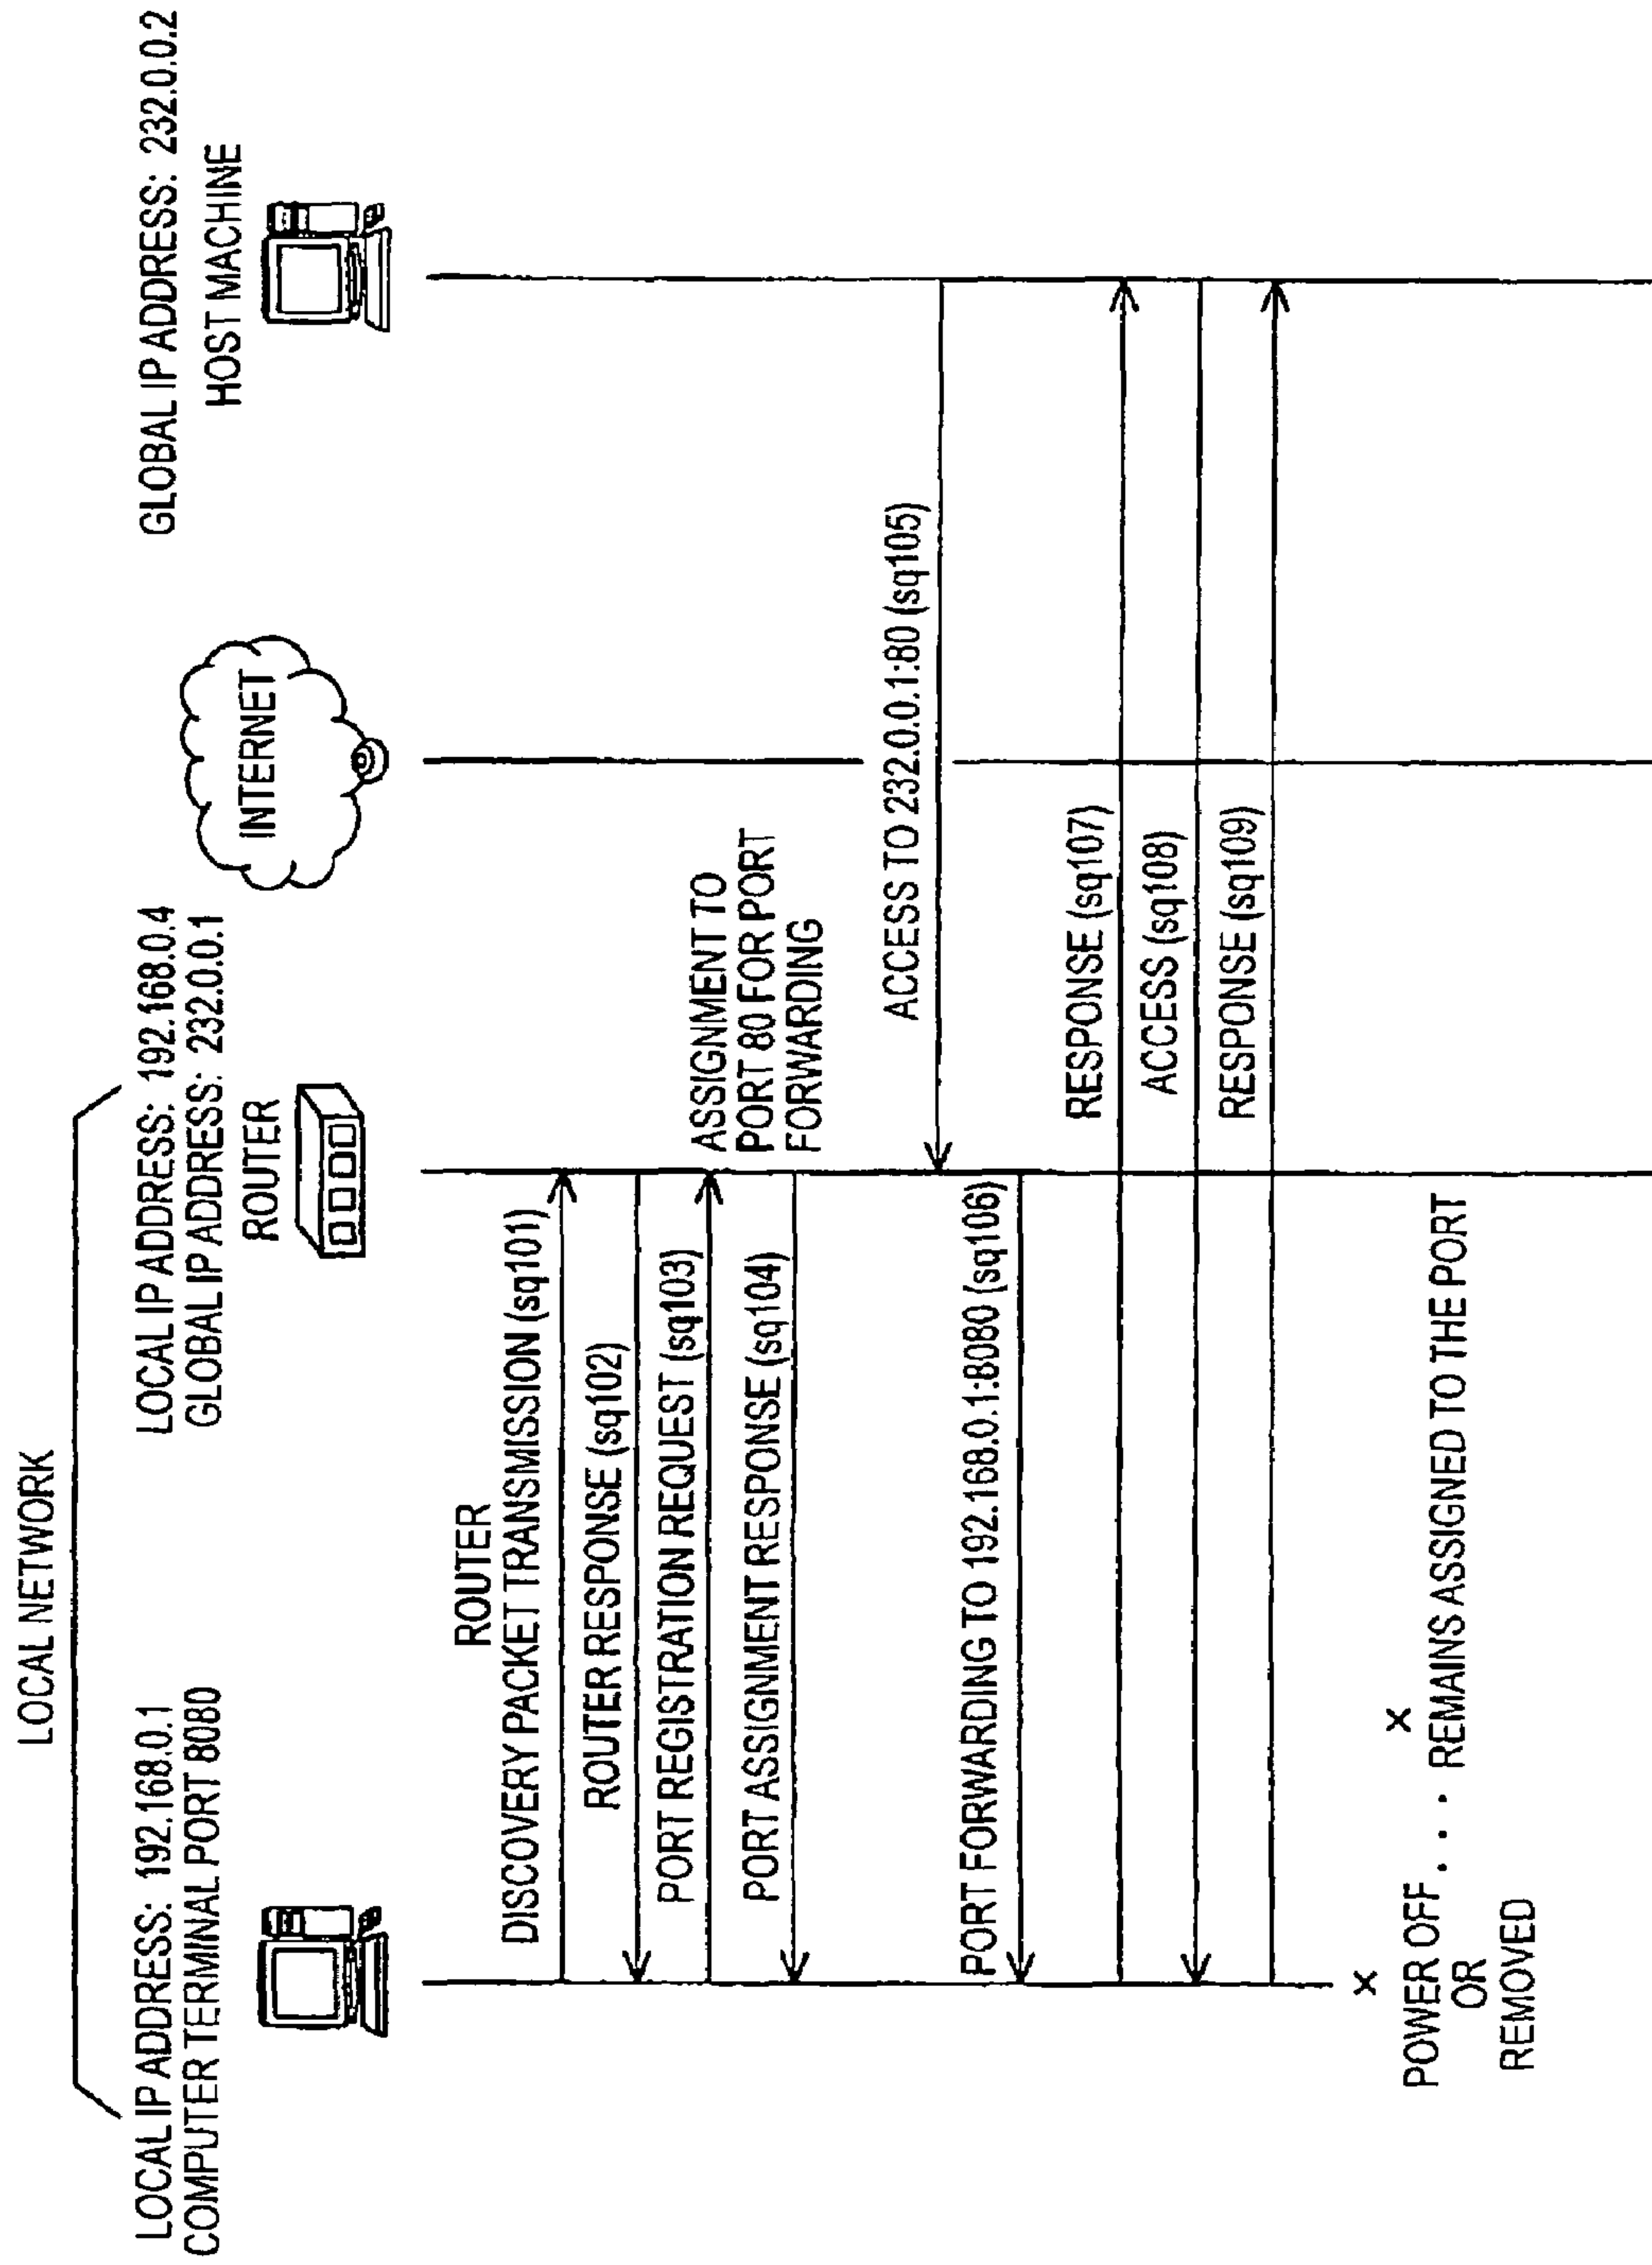 LOCAL NETWORK
LOCAL IP ADDRESS: 192.168.0.1
COMPUTER TERMINAL PORT 8080
LOCAL IP ADDRESS: 192.168.0.4
GLOBAL IP ADDRESS: 232.0.0.1
ROUTER
INTERNET
GLOBAL IP ADDRESS: 232.0.0.2
HOST MACHINE
ROUTER
DISCOVERY PACKET TRANSMISSION (sq101)
ROUTER RESPONSE (sq102)
PORT REGISTRATION REQUEST (sq103)
ASSIGNMENT TO
PORT 80 FOR PORT
FORWARDING
PORT ASSIGNMENT RESPONSE (sq104)
ACCESS TO 232.0.0.1:80 (sq105)
PORT FORWARDING TO 192.168.0.1:8080 (sq106)
RESPONSE (sq107)
ACCESS (sq108)
RESPONSE (sq109)
×
×
POWER OFF
OR
REMOVED
. . . . REMAINS ASSIGNED TO THE PORT